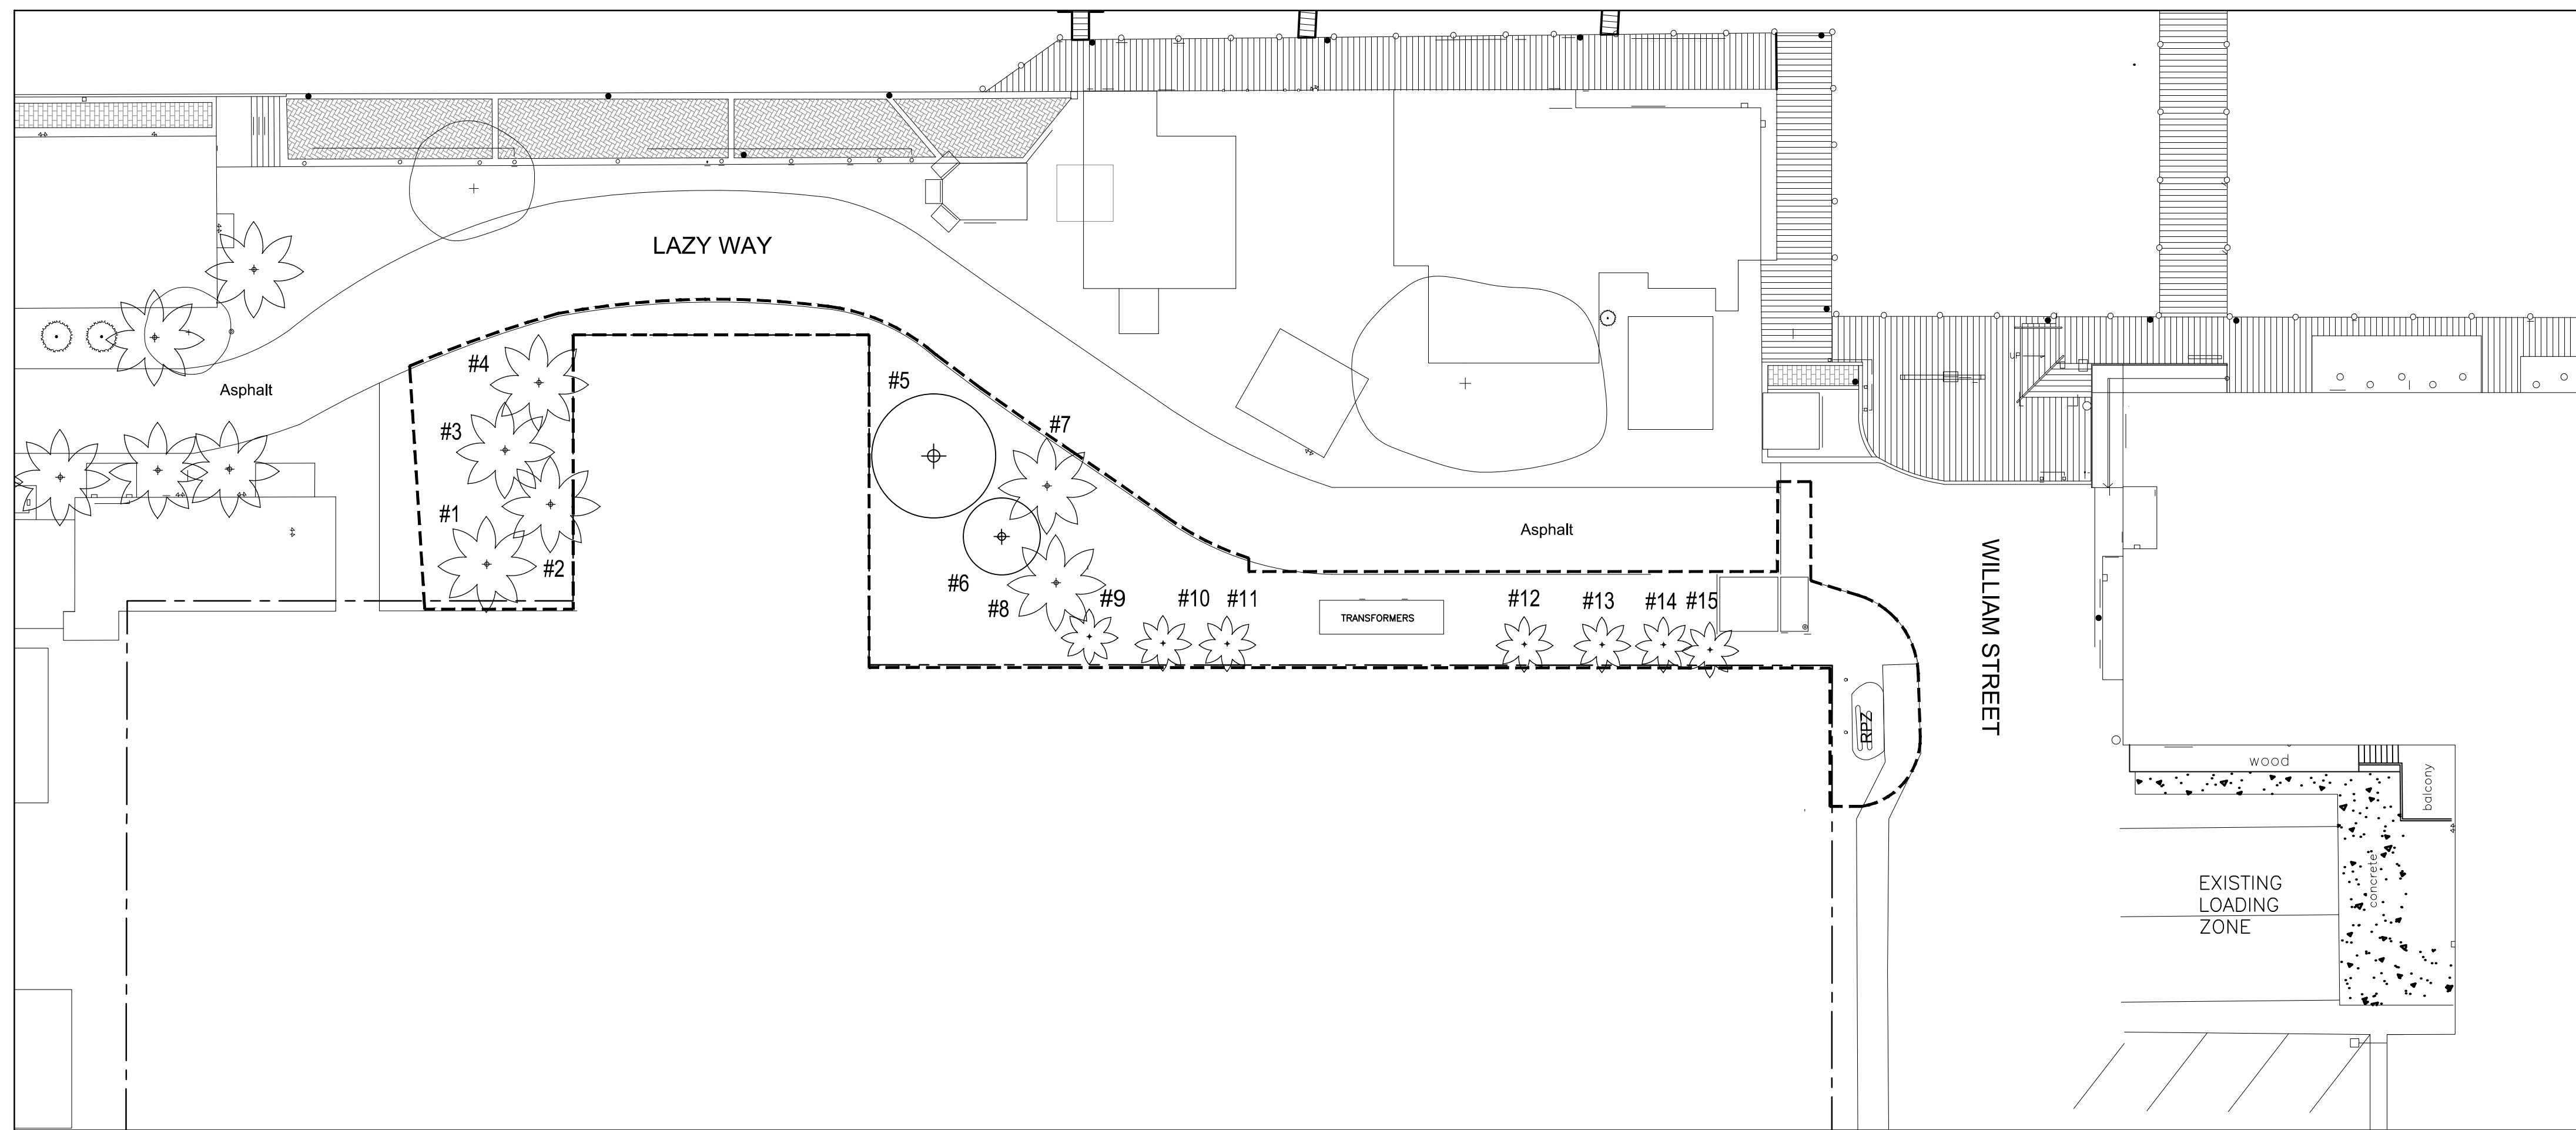 LAZY WAY
UP
#4
#5
Asphalt
#7
#3
#1
Asphalt
#2
#6
#8
#9
#10
#11
#12
#13
#14
#15
TRANSFORMERS
WILLIAM STREET
RPZ
wood
balcony
concrete
EXISTING
LOADING
ZONE